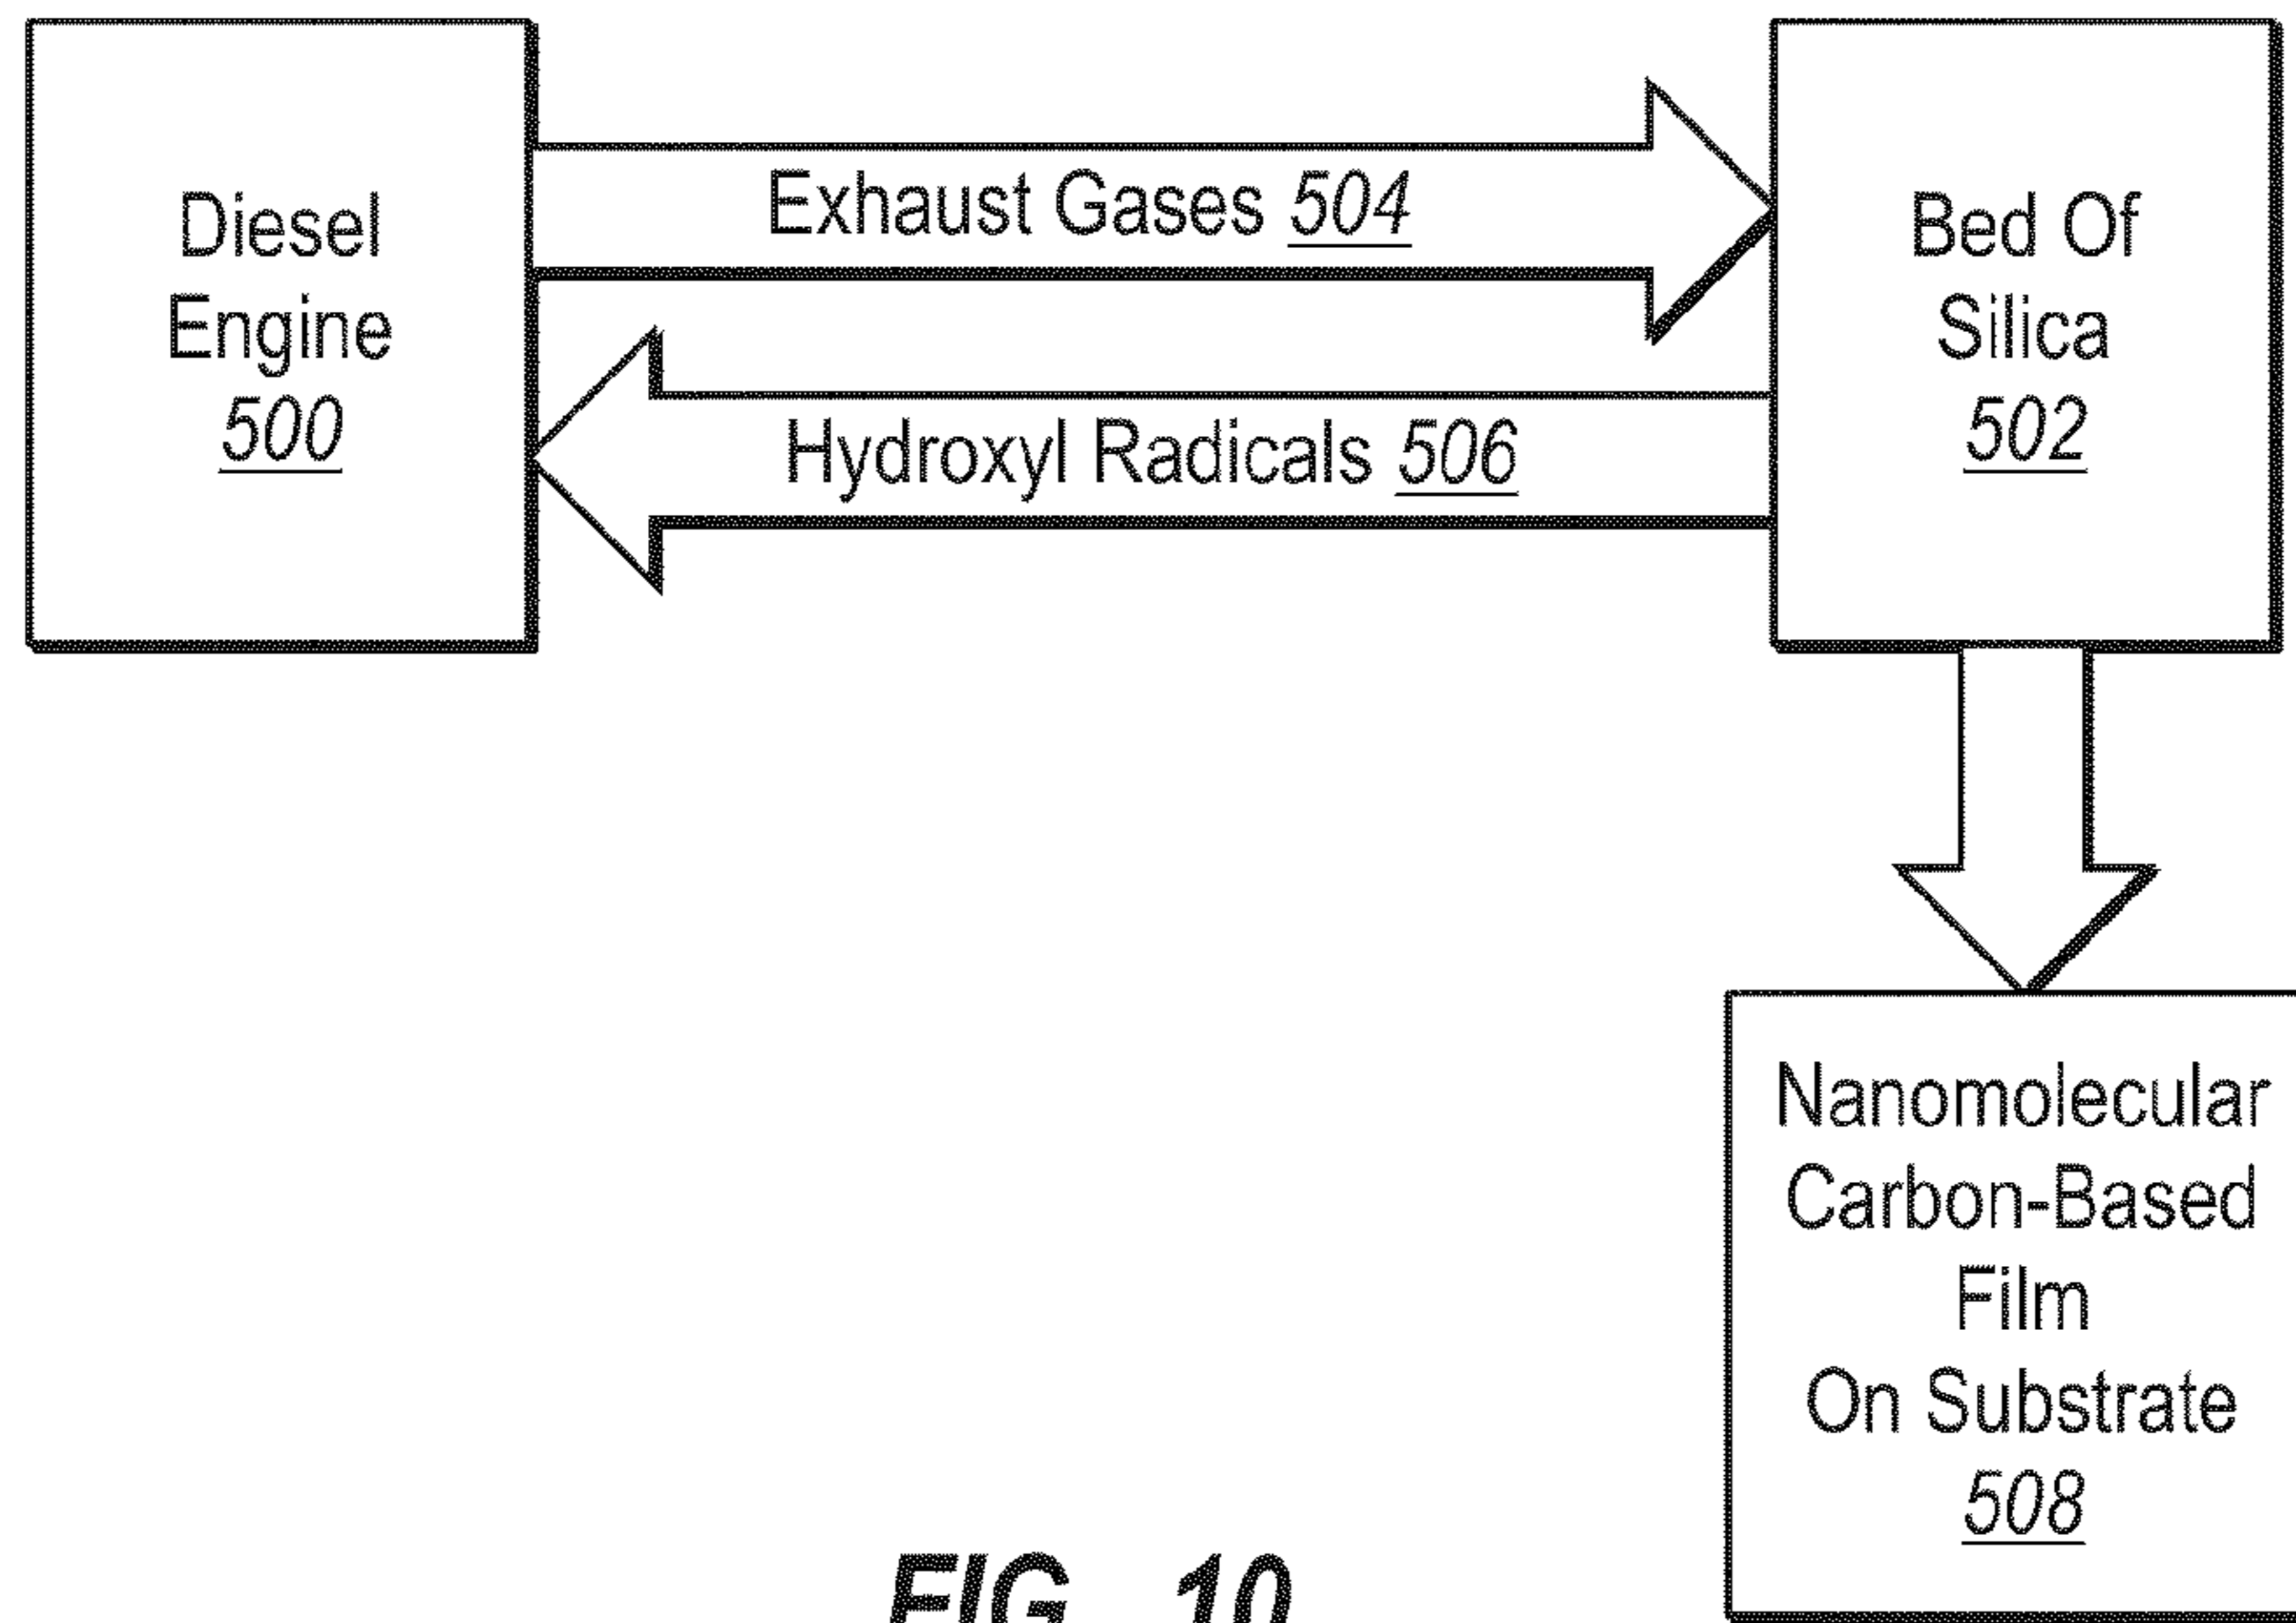 Diesel
Engine
500
Exhaust Gases 504
Hydroxyl Radicals 506
Bed Of
Silica
502
Nanomolecular
Carbon-Based
Film
On Substrate
508
FIG. 10